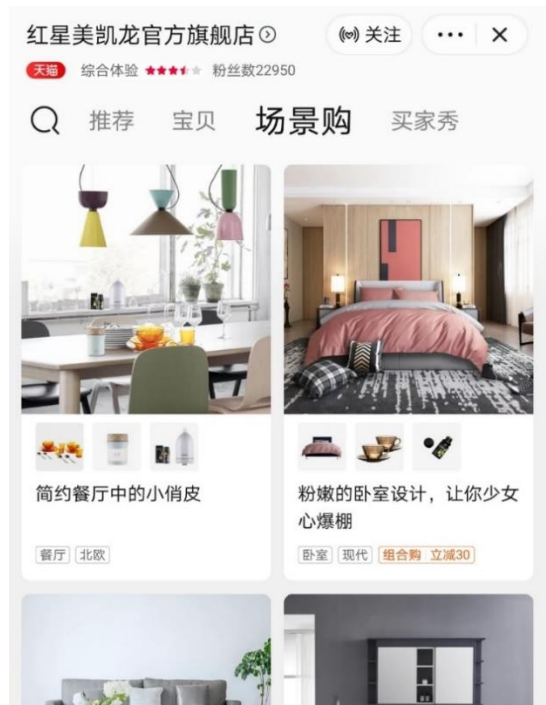 红星美凯龙官方旗舰店
关注
天猫 综合体验 粉丝数22950
推荐 宝贝 场景购 买家秀
简约餐厅中的小俏皮
餐厅 北欧
粉嫩的卧室设计，让你少女
心爆棚
卧室 现代 组合购 立减30